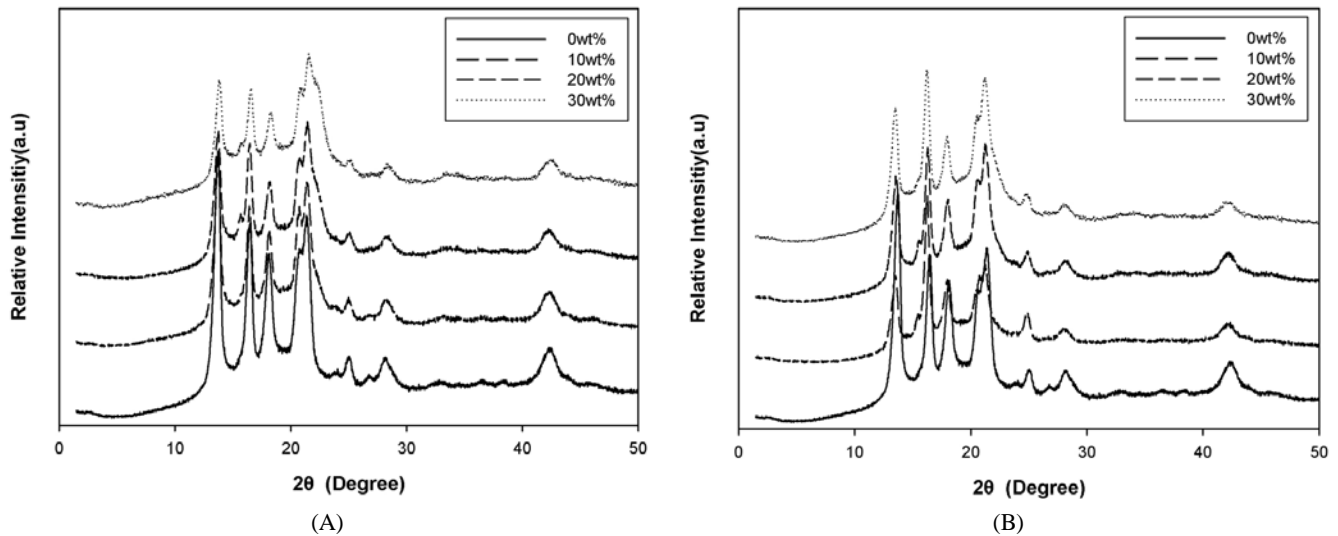 0wt%
10wt%
20wt%
30wt%
Relative Intensitiy(a.u)
0 10 20 30 40 50
2θ (Degree)
(A)
0wt%
10wt%
20wt%
30wt%
Relative Intensity(a.u)
0 10 20 30 40 50
2θ (Degree)
(B)